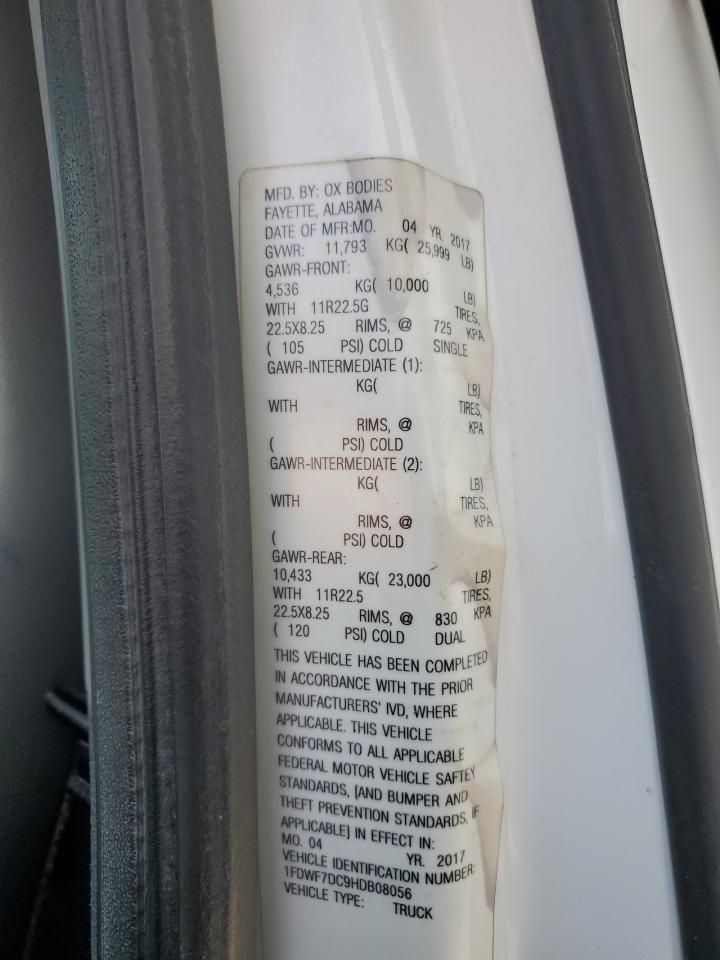 MFD. BY: OX BODIES
FAYETTE, ALABAMA
DATE OF MFR:MO. 04 YR. 2017
GVWR: 11,793 KG( 25,999 LB)
GAWR-FRONT:
4,536 KG( 10,000 LB)
WITH 11R22.5G TIRES,
22.5X8.25 RIMS, @ 725 KPA
( 105 PSI) COLD SINGLE
GAWR-INTERMEDIATE (1):
KG( LB)
WITH TIRES,
RIMS, @ KPA
( PSI) COLD
GAWR-INTERMEDIATE (2):
KG( LB)
WITH TIRES,
RIMS, @ KPA
( PSI) COLD
GAWR-REAR:
10,433 KG( 23,000 LB)
WITH 11R22.5 TIRES,
22.5X8.25 RIMS, @ 830 KPA
( 120 PSI) COLD DUAL
THIS VEHICLE HAS BEEN COMPLETED
IN ACCORDANCE WITH THE PRIOR
MANUFACTURERS' IVD, WHERE
APPLICABLE. THIS VEHICLE
CONFORMS TO ALL APPLICABLE
FEDERAL MOTOR VEHICLE SAFTEY
STANDARDS, [AND BUMPER AND
THEFT PREVENTION STANDARDS, IF
APPLICABLE] IN EFFECT IN:
MO. 04 YR. 2017
VEHICLE IDENTIFICATION NUMBER:
1FDWF7DC9HDB08056
VEHICLE TYPE: TRUCK